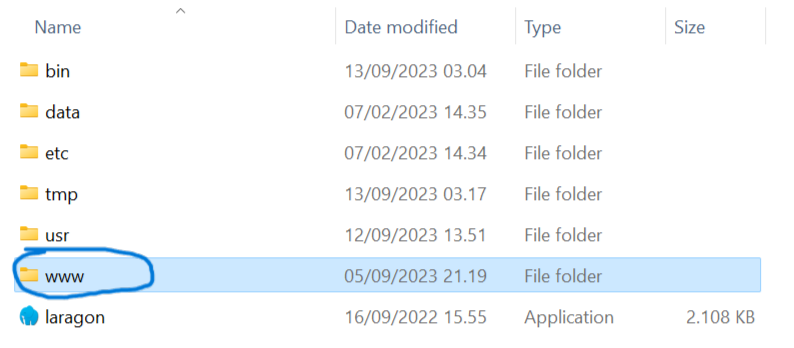 Name Date modified Type Size
bin 13/09/2023 03.04 File folder
data 07/02/2023 14.35 File folder
etc 07/02/2023 14.34 File folder
tmp 13/09/2023 03.17 File folder
usr 12/09/2023 13.51 File folder
www 05/09/2023 21.19 File folder
laragon 16/09/2022 15.55 Application 2.108 KB